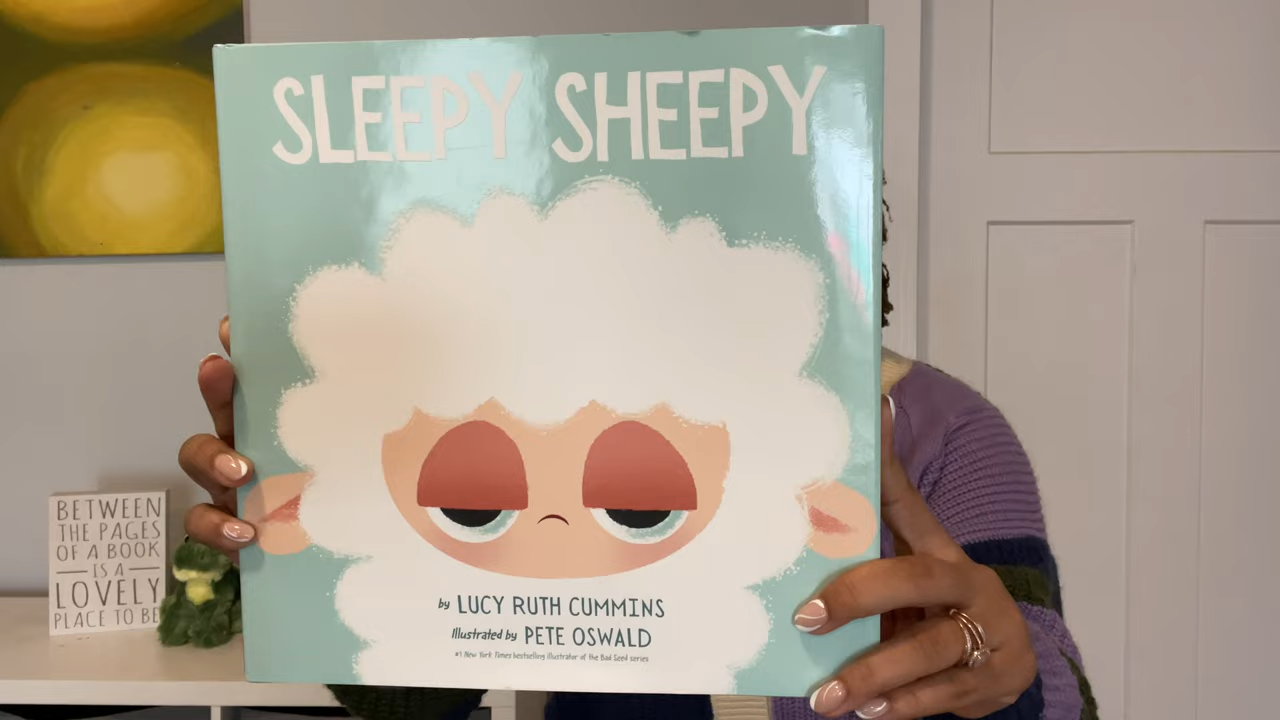 SLEEPY SHEEPY
by LUCY RUTH CUMMINS
Illustrated by PETE OSWALD
#1 New York Times bestselling illustrator of the Bad Seed series
BETWEEN
THE PAGES
OF A BOOK
IS A
LOVELY
PLACE TO BE